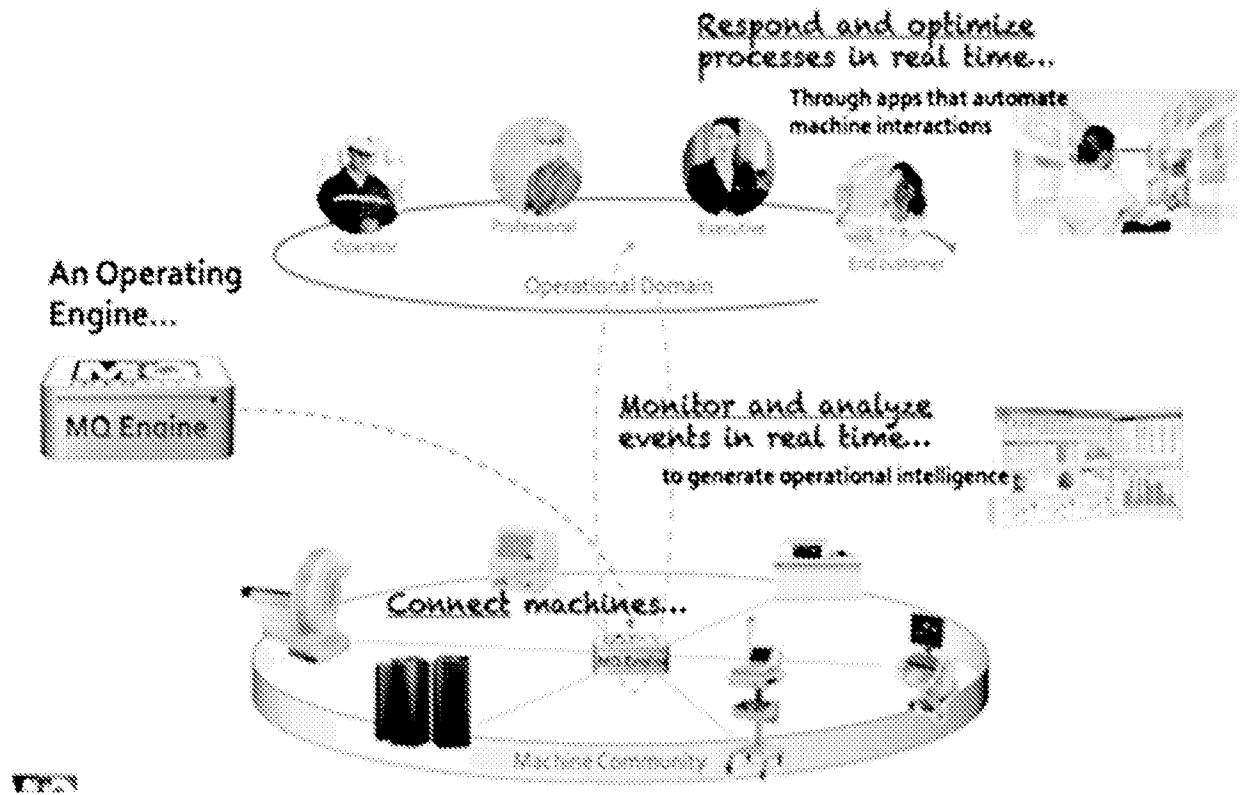 Respond and optimize
processes in real time...
Through apps that automate
machine interactions
Operator
Professional
Executive
End customer
Operational Domain
An Operating
Engine...
MQ Engine
Monitor and analyze
events in real time...
to generate operational intelligence
Connect machines...
Machine Community